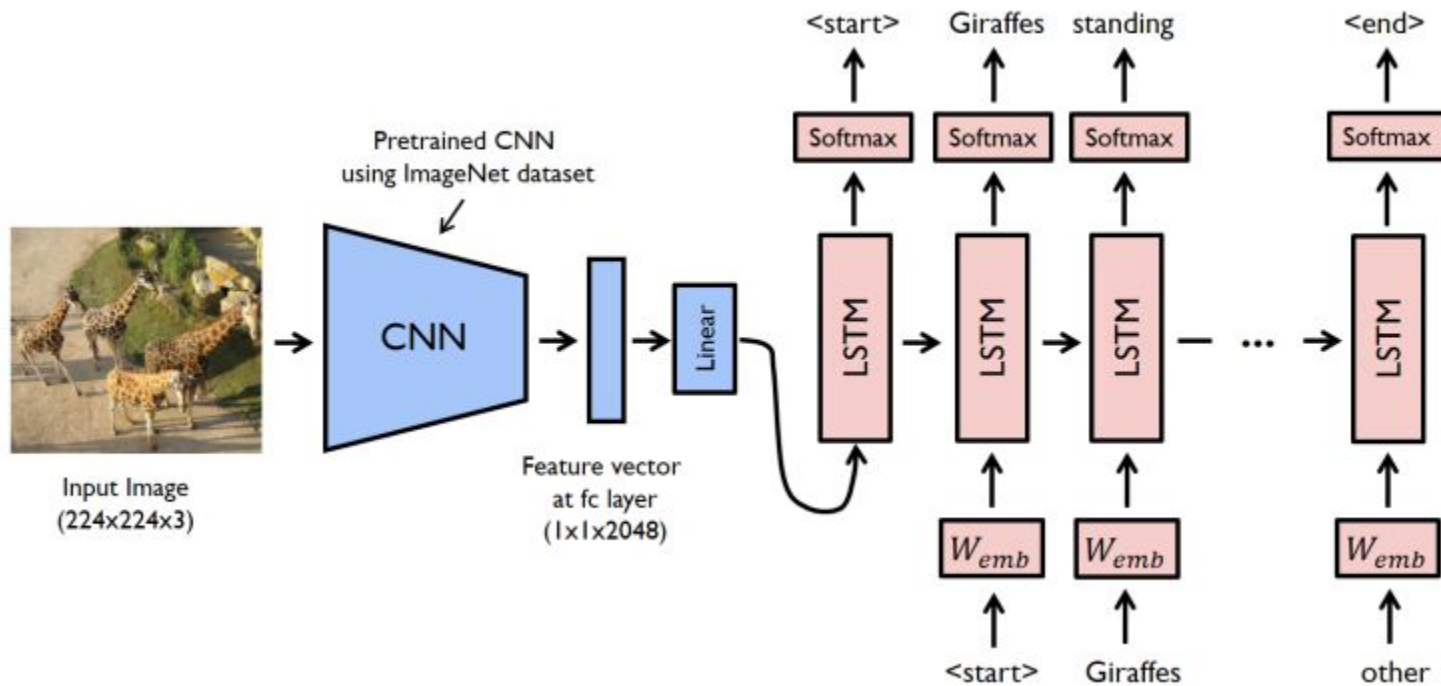 <start> Giraffes standing <end>
Softmax Softmax Softmax Softmax
Pretrained CNN
using ImageNet dataset
CNN
Linear
LSTM LSTM LSTM ... LSTM
Input Image
(224x224x3)
Feature vector
at fc layer
(1x1x2048)
W_emb W_emb W_emb
<start> Giraffes other